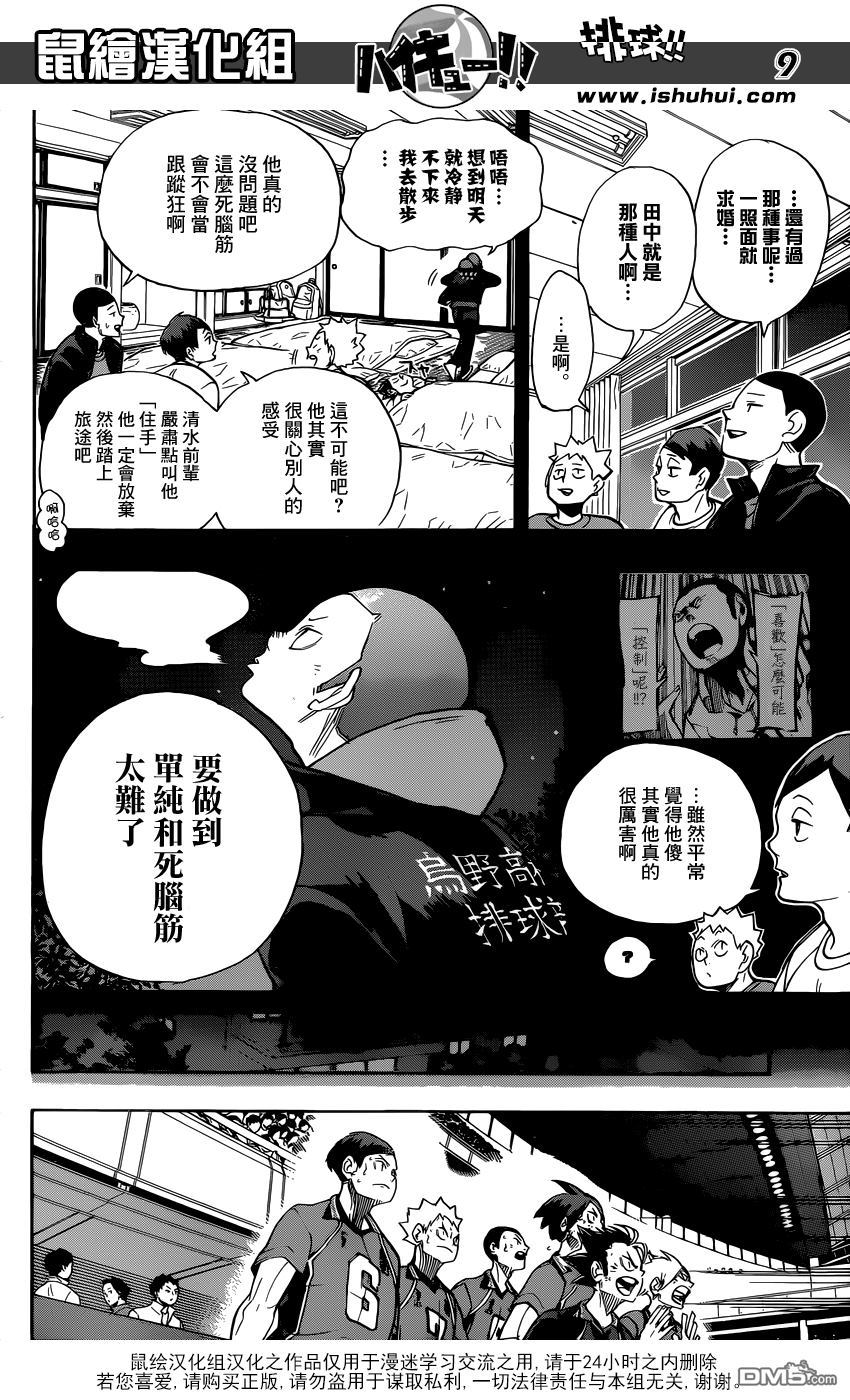 鼠繪漢化組
ハイキュー!!
排球!!
9
www.ishuhui.com
…還有過
那種事呢…
一照面就
求婚…
田中就是
那種人啊…
…是啊。
唔唔…
想到明天
就冷静
不下來
…
我去散步
他真的
沒問題吧
這麼死腦筋
會不會當
跟蹤狂啊
這不可能吧?
他其實
很關心別人的
感受
清水前輩
嚴肅點叫他
「住手」
他一定會放棄
然後踏上
旅途吧
啊哈哈
「喜歡」怎麼可能
「控制」呢!!?
…雖然平常
覺得他傻
其實他真的
很厲害啊
?
要做到
單純和死腦筋
太難了
烏野高
排球
6
7
鼠绘汉化组汉化之作品仅用于漫迷学习交流之用, 请于24小时之内删除
若您喜爱, 请购买正版, 请勿盗用于谋取私利, 一切法律责任与本组无关, 谢谢。
DM5.com